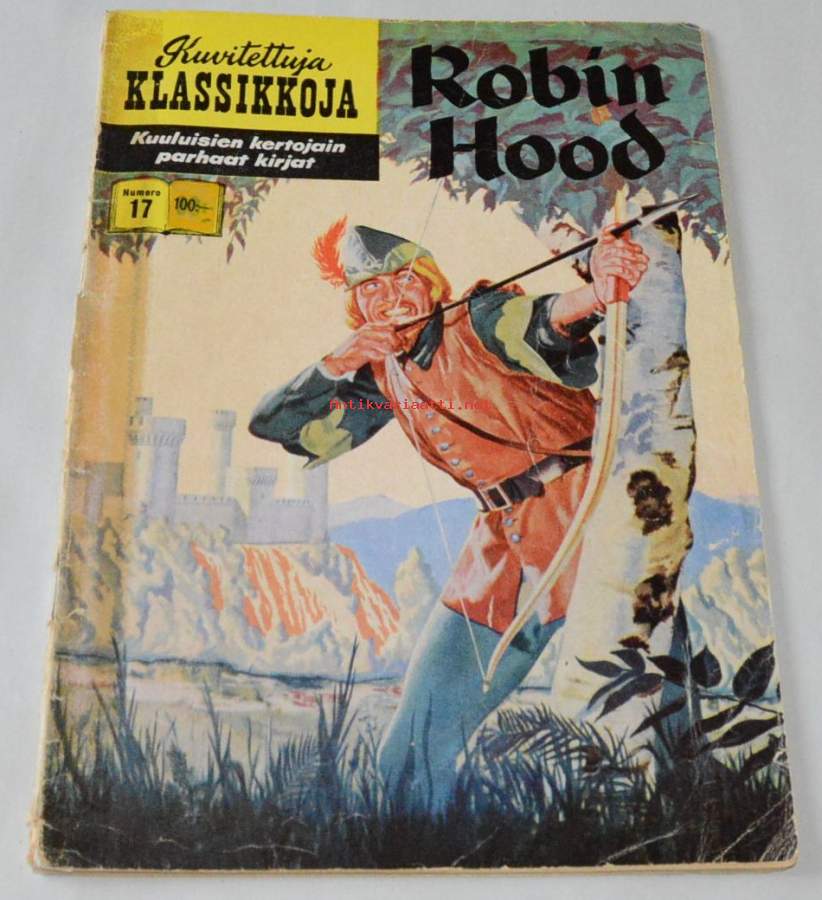 Kuvitettuja
KLASSIKKOJA
Kuuluisien kertojain
parhaat kirjat
Numero
17
100:—
Robin
Hood
Antikvariaatti.net